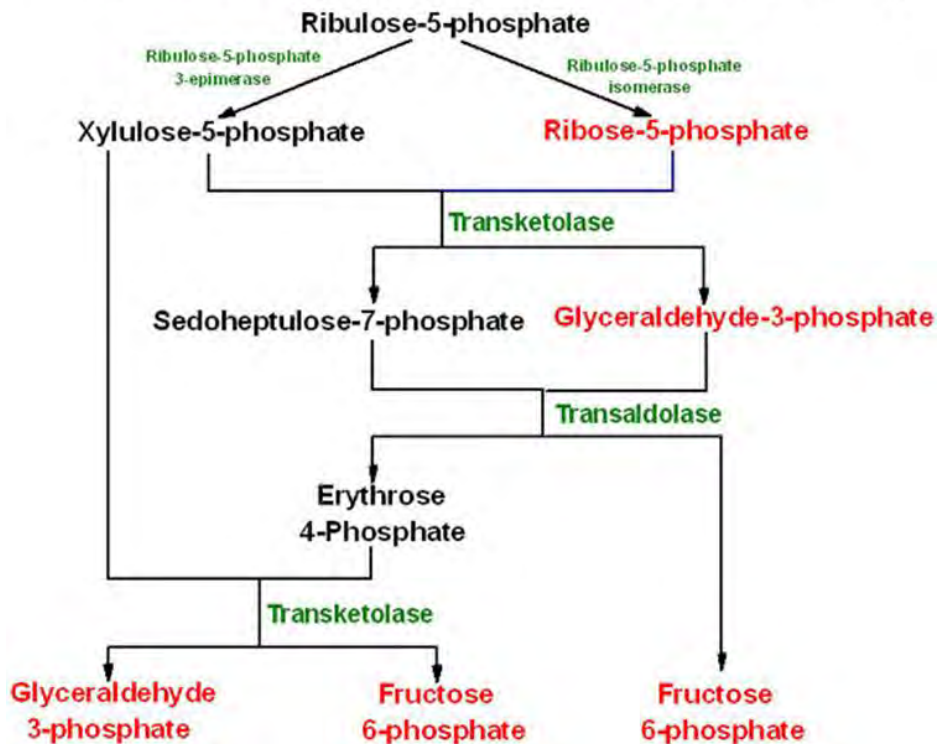 Ribulose-5-phosphate
Ribulose-5-phosphate
3-epimerase
Ribulose-5-phosphate
isomerase
Xylulose-5-phosphate
Ribose-5-phosphate
Transketolase
Sedoheptulose-7-phosphate
Glyceraldehyde-3-phosphate
Transaldolase
Erythrose
4-Phosphate
Transketolase
Glyceraldehyde
3-phosphate
Fructose
6-phosphate
Fructose
6-phosphate